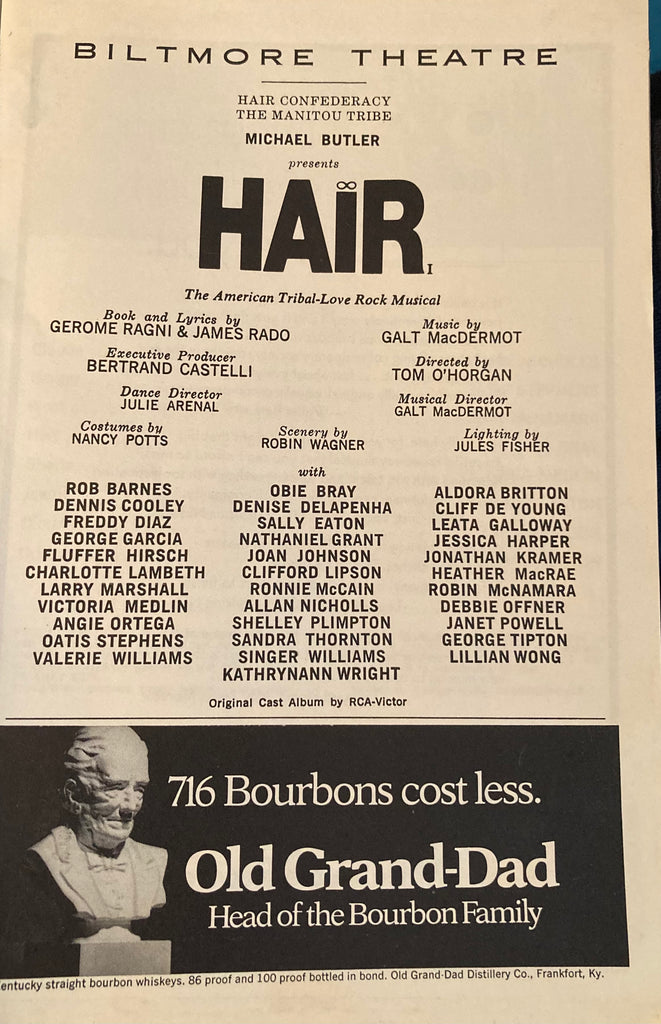 BILTMORE THEATRE
HAIR CONFEDERACY
THE MANITOU TRIBE
MICHAEL BUTLER
presents
HAIR
The American Tribal-Love Rock Musical
Book and Lyrics by
GEROME RAGNI & JAMES RADO
Music by
GALT MacDERMOT
Executive Producer
BERTRAND CASTELLI
Directed by
TOM O'HORGAN
Dance Director
JULIE ARENAL
Musical Director
GALT MacDERMOT
Costumes by
NANCY POTTS
Scenery by
ROBIN WAGNER
Lighting by
JULES FISHER
with
ROB BARNES
DENNIS COOLEY
FREDDY DIAZ
GEORGE GARCIA
FLUFFER HIRSCH
CHARLOTTE LAMBETH
LARRY MARSHALL
VICTORIA MEDLIN
ANGIE ORTEGA
OATIS STEPHENS
VALERIE WILLIAMS
OBIE BRAY
DENISE DELAPENHA
SALLY EATON
NATHANIEL GRANT
JOAN JOHNSON
CLIFFORD LIPSON
RONNIE McCAIN
ALLAN NICHOLLS
SHELLEY PLIMPTON
SANDRA THORNTON
SINGER WILLIAMS
KATHRYNANN WRIGHT
ALDORA BRITTON
CLIFF DE YOUNG
LEATA GALLOWAY
JESSICA HARPER
JONATHAN KRAMER
HEATHER MacRAE
ROBIN McNAMARA
DEBBIE OFFNER
JANET POWELL
GEORGE TIPTON
LILLIAN WONG
Original Cast Album by RCA-Victor
716 Bourbons cost less.
Old Grand-Dad
Head of the Bourbon Family
entucky straight bourbon whiskeys. 86 proof and 100 proof bottled in bond. Old Grand-Dad Distillery Co., Frankfort, Ky.